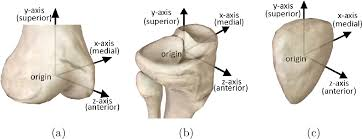 y-axis
(superior)
x-axis
(medial)
origin
z-axis
(anterior)
(a)
y-axis
(superior)
x-axis
(medial)
origin
z-axis
(anterior)
(b)
y-axis
(superior)
x-axis
(medial)
origin
z-axis
(anterior)
(c)